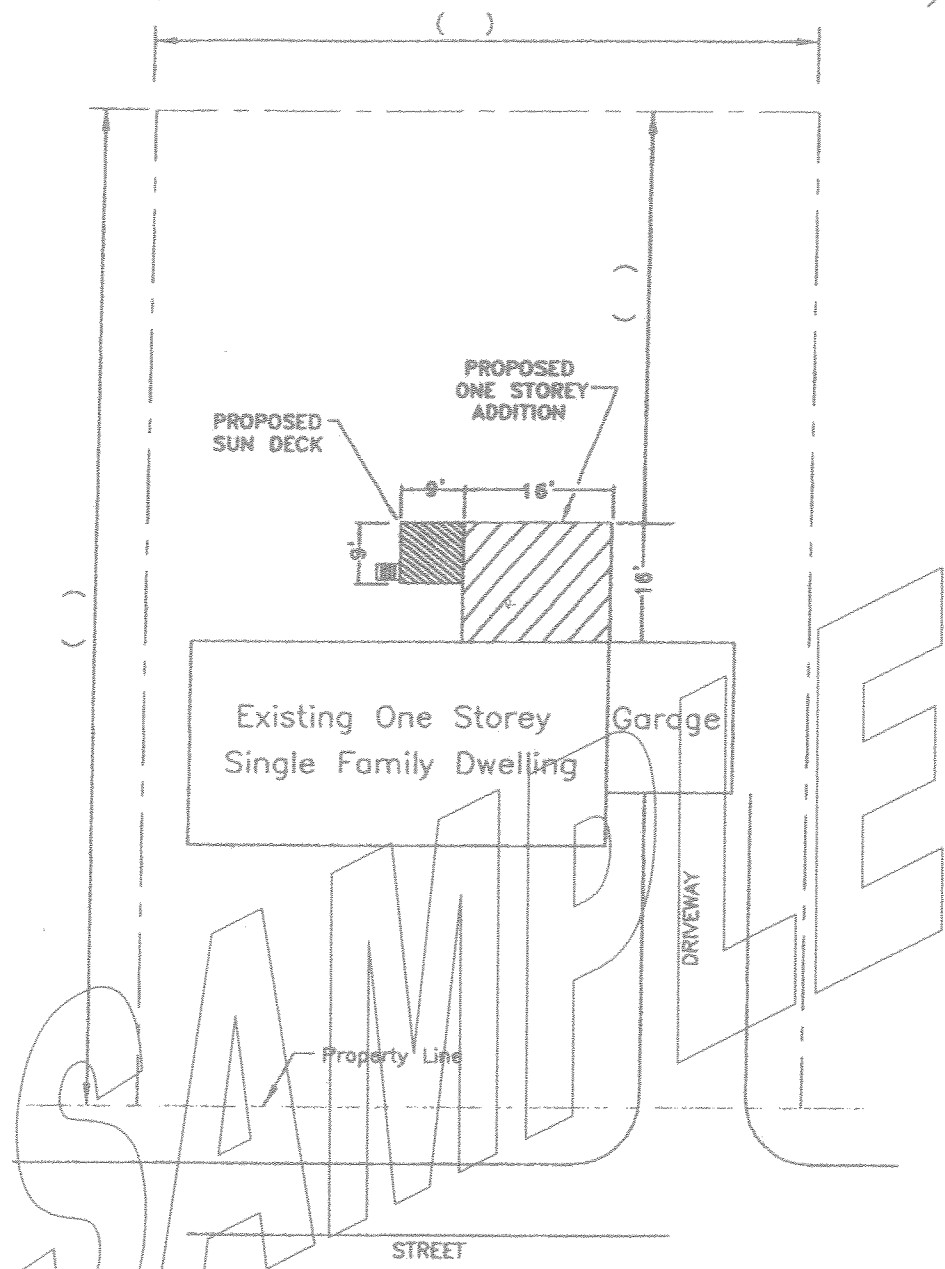 ( )
( )
PROPOSED
ONE STOREY
ADDITION
PROPOSED
SUN DECK
9'
16'
9'
16'
( )
Existing One Storey
Single Family Dwelling
Garage
DRIVEWAY
Property Line
STREET
SAMPLE